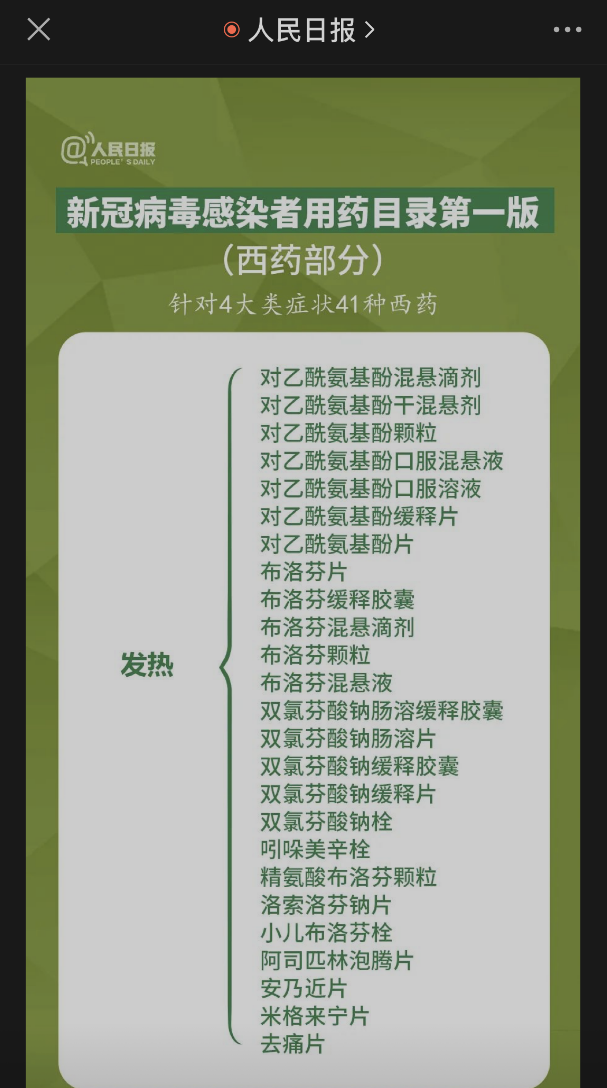 人民日报
@人民日报
PEOPLE'S DAILY
新冠病毒感染者用药目录第一版
（西药部分）
针对4大类症状41种西药
发热
对乙酰氨基酚混悬滴剂
对乙酰氨基酚干混悬剂
对乙酰氨基酚颗粒
对乙酰氨基酚口服混悬液
对乙酰氨基酚口服溶液
对乙酰氨基酚缓释片
对乙酰氨基酚片
布洛芬片
布洛芬缓释胶囊
布洛芬混悬滴剂
布洛芬颗粒
布洛芬混悬液
双氯芬酸钠肠溶缓释胶囊
双氯芬酸钠肠溶片
双氯芬酸钠缓释胶囊
双氯芬酸钠缓释片
双氯芬酸钠栓
吲哚美辛栓
精氨酸布洛芬颗粒
洛索洛芬钠片
小儿布洛芬栓
阿司匹林泡腾片
安乃近片
米格来宁片
去痛片